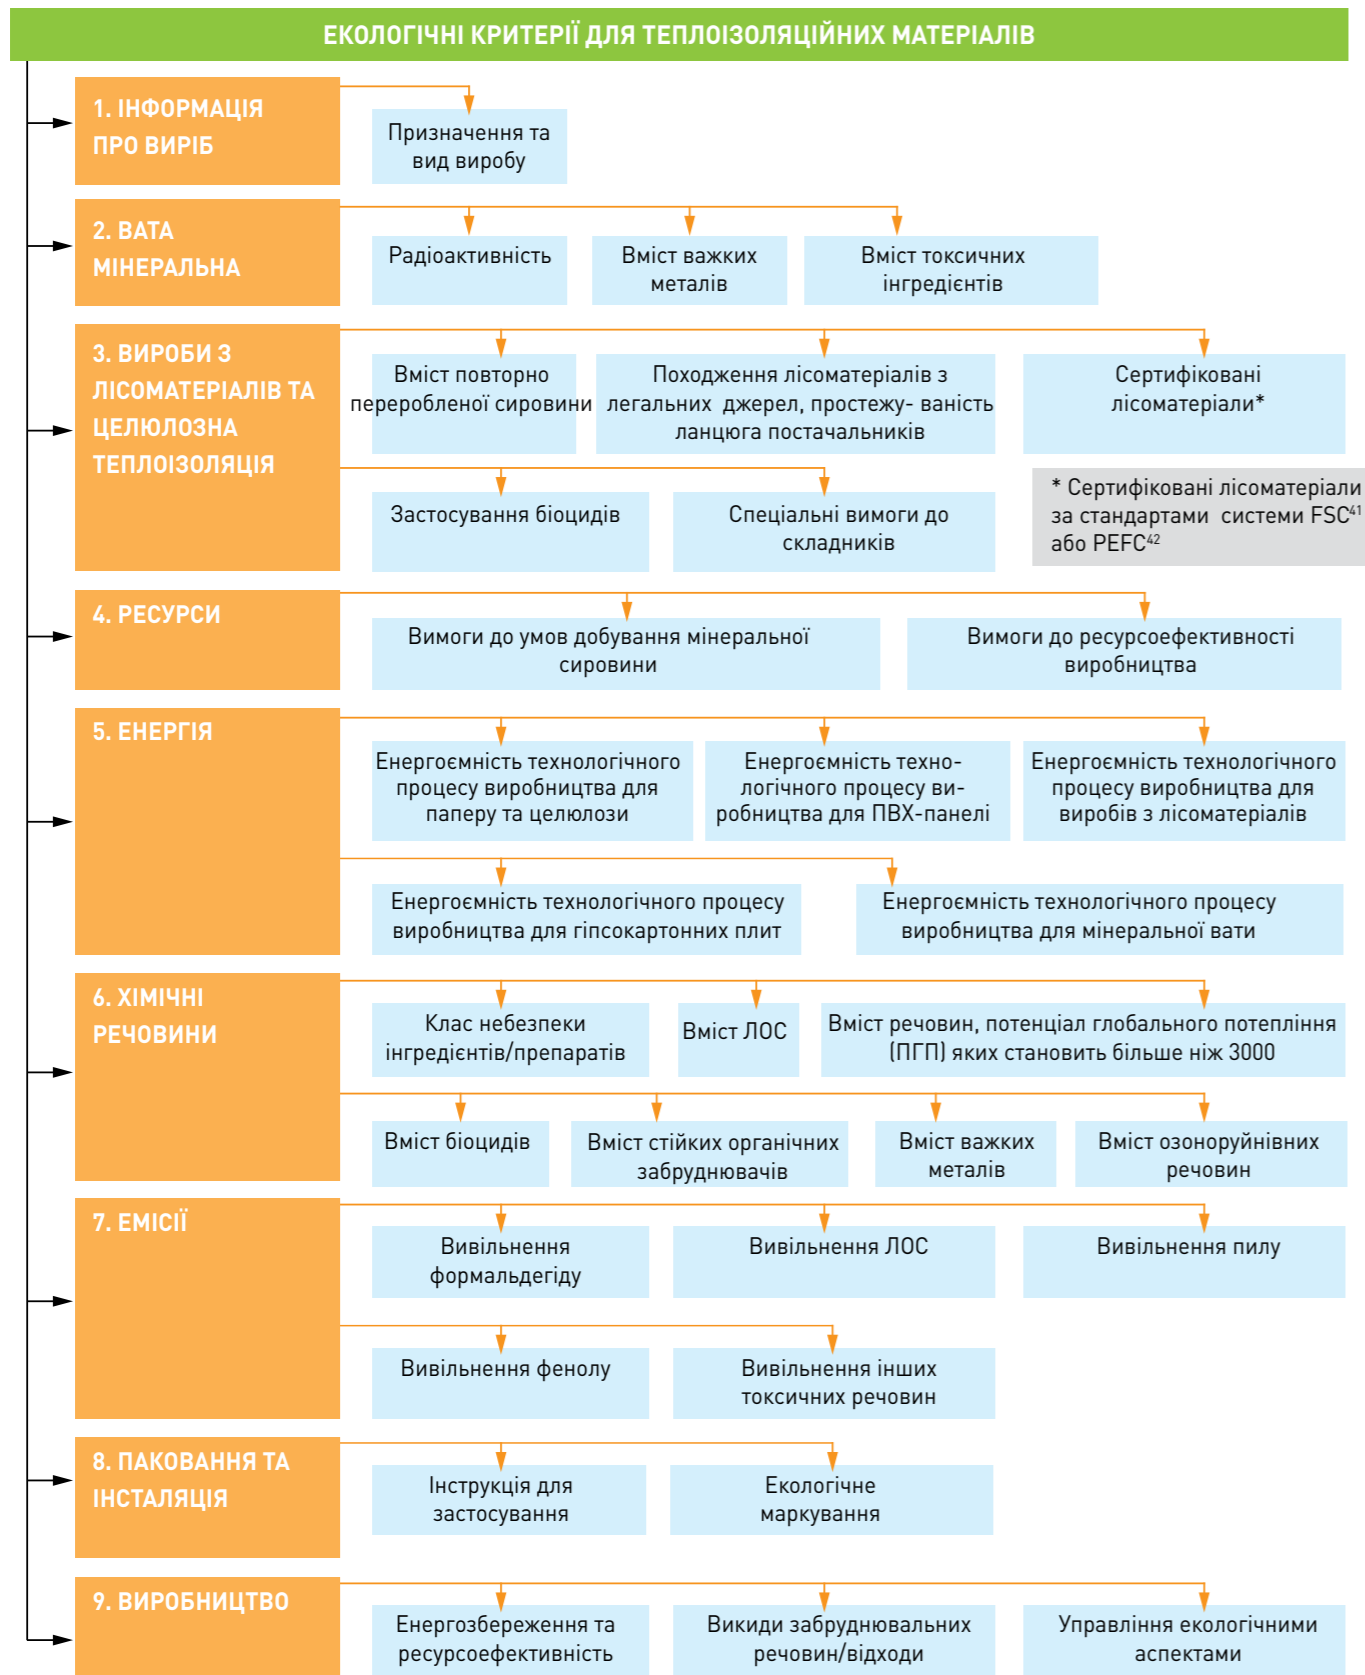 ЕКОЛОГІЧНІ КРИТЕРІЇ ДЛЯ ТЕПЛОІЗОЛЯЦІЙНИХ МАТЕРІАЛІВ
1. ІНФОРМАЦІЯ
ПРО ВИРІБ
Призначення та
вид виробу
2. ВАТА
МІНЕРАЛЬНА
Радіоактивність
Вміст важких
металів
Вміст токсичних
інгредієнтів
3. ВИРОБИ З
ЛІСОМАТЕРІАЛІВ ТА
ЦЕЛЮЛОЗНА
ТЕПЛОІЗОЛЯЦІЯ
Вміст повторно
переробленої сировини
Походження лісоматеріалів з
легальних джерел, простежу- ваність
ланцюга постачальників
Сертифіковані
лісоматеріали*
Застосування біоцидів
Спеціальні вимоги до
складників
* Сертифіковані лісоматеріали
за стандартами системи FSC⁴¹
або PEFC⁴²
4. РЕСУРСИ
Вимоги до умов добування мінеральної
сировини
Вимоги до ресурсоефективності
виробництва
5. ЕНЕРГІЯ
Енергоємність технологічного
процесу виробництва для
паперу та целюлози
Енергоємність техно-
логічного процесу ви-
робництва для ПВХ-панелі
Енергоємність технологічного
процесу виробництва для
виробів з лісоматеріалів
Енергоємність технологічного процесу
виробництва для гіпсокартонних плит
Енергоємність технологічного процесу
виробництва для мінеральної вати
6. ХІМІЧНІ
РЕЧОВИНИ
Клас небезпеки
інгредієнтів/препаратів
Вміст ЛОС
Вміст речовин, потенціал глобального потепління
(ПГП) яких становить більше ніж 3000
Вміст біоцидів
Вміст стійких органічних
забруднювачів
Вміст важких
металів
Вміст озоноруйнівних
речовин
7. ЕМІСІЇ
Вивільнення
формальдегіду
Вивільнення ЛОС
Вивільнення пилу
Вивільнення фенолу
Вивільнення інших
токсичних речовин
8. ПАКОВАННЯ ТА
ІНСТАЛЯЦІЯ
Інструкція для
застосування
Екологічне
маркування
9. ВИРОБНИЦТВО
Енергозбереження та
ресурсоефективність
Викиди забруднювальних
речовин/відходи
Управління екологічними
аспектами